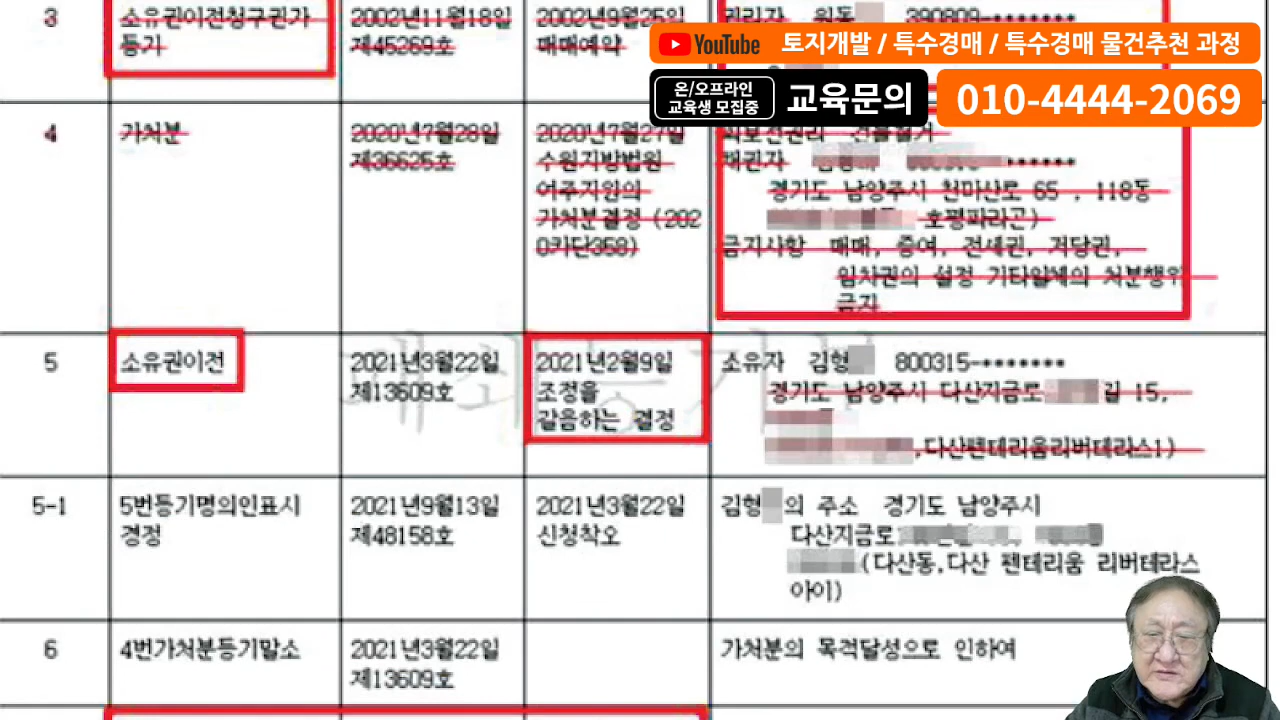 YouTube 토지개발 / 특수경매 / 특수경매 물건추천 과정
온/오프라인
교육생 모집중
교육문의 010-4444-2069
3 소유권이전청구권가
등기
2002년11월18일
제45269호
2002년9월25일
매매예약
권리자 원동 390809-*******
4 가처분
2020년7월28일
제36625호
2020년7월27일
수원지방법원
여주지원의
가처분결정(202
0카단358)
피보전권리 건물철거
채권자
경기도 남양주시 천마산로 65 , 118동
호평파라곤)
금지사항 매매, 증여, 전세권, 저당권,
임차권의 설정 기타일체의 처분행위
금지
5 소유권이전
2021년3월22일
제13609호
2021년2월9일
조정을
갈음하는 결정
소유자 김형 800315-*******
경기도 남양주시 다산지금로 길 15,
,다산펜테리움리버테라스1)
5-1 5번등기명의인표시
경정
2021년9월13일
제48158호
2021년3월22일
신청착오
김형 의 주소 경기도 남양주시
다산지금로
(다산동,다산 펜테리움 리버테라스
아이)
6 4번가처분등기말소
2021년3월22일
제13609호
가처분의 목적달성으로 인하여